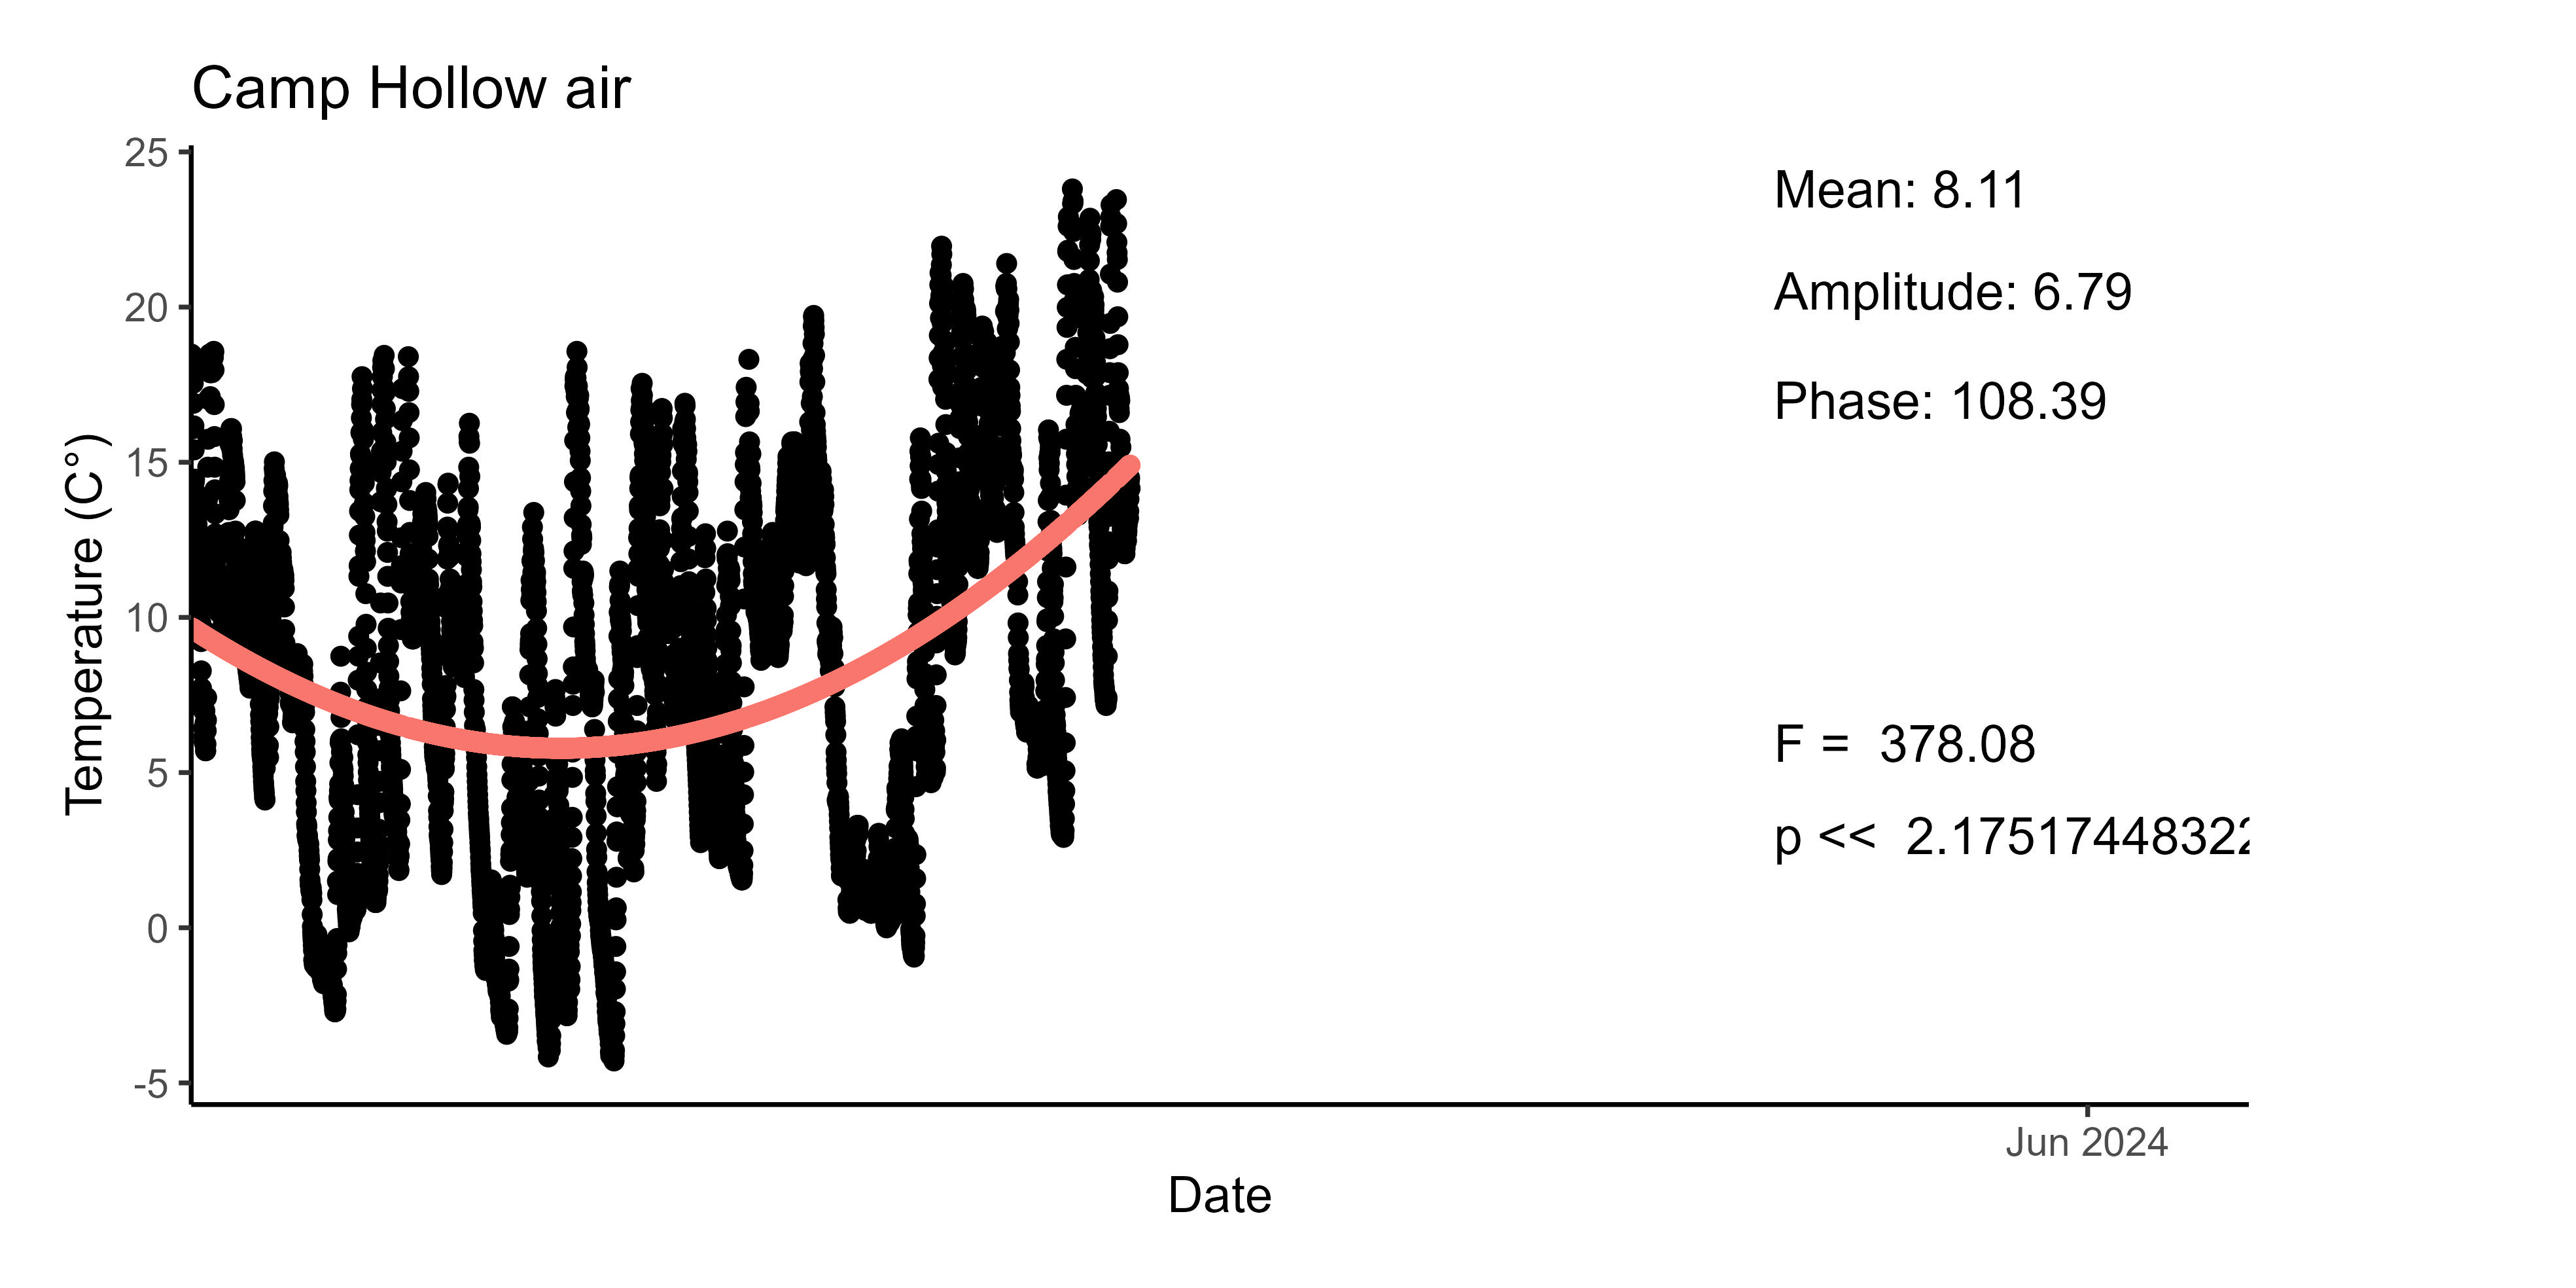 Camp Hollow air
25
20
15
10
5
0
-5
Temperature (C°)
Mean: 8.11
Amplitude: 6.79
Phase: 108.39
F = 378.08
p << 2.1751744832
Jun 2024
Date